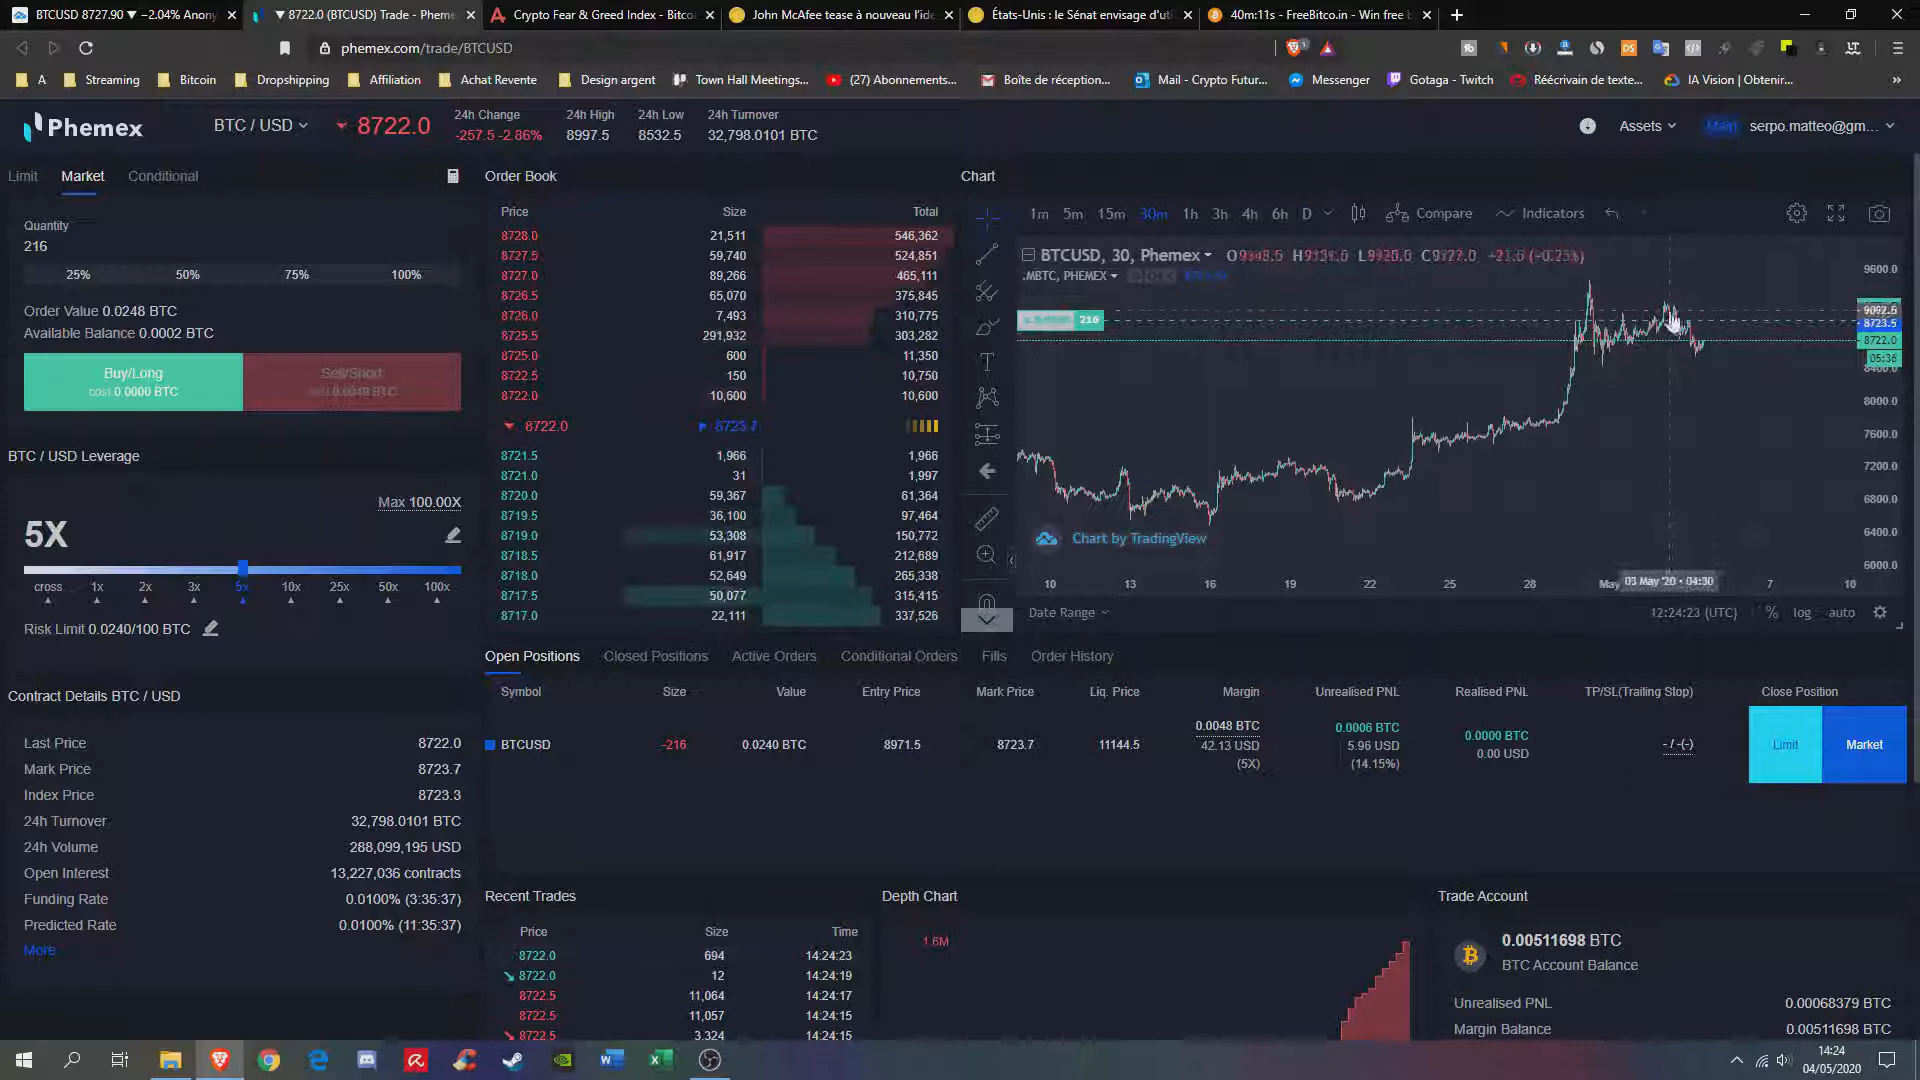 BTCUSD 8727.90 ▼ −2.04% Anony
▼ 8722.0 (BTCUSD) Trade - Pheme
Crypto Fear & Greed Index - Bitco
John McAfee tease à nouveau l'ide
États-Unis : le Sénat envisage d'ut
40m:11s - FreeBitco.in - Win free b
phemex.com/trade/BTCUSD
A
Streaming
Bitcoin
Dropshipping
Affiliation
Achat Revente
Design argent
Town Hall Meetings...
(27) Abonnements...
Boîte de réception...
Mail - Crypto Futur...
Messenger
Gotaga - Twitch
Réécrivain de texte...
IA Vision | Obtenir...
Phemex
BTC / USD
8722.0
24h Change
-257.5 -2.86%
24h High
8997.5
24h Low
8532.5
24h Turnover
32,798.0101 BTC
Assets
Main
serpo.matteo@gm...
Limit Market Conditional
Quantity
216
25% 50% 75% 100%
Order Value 0.0248 BTC
Available Balance 0.0002 BTC
Buy/Long
cost 0.0000 BTC
Sell/Short
BTC / USD Leverage
Max 100.00X
5X
cross 1x 2x 3x 5x 10x 25x 50x 100x
Risk Limit 0.0240/100 BTC
Contract Details BTC / USD
Last Price 8722.0
Mark Price 8723.7
Index Price 8723.3
24h Turnover 32,798.0101 BTC
24h Volume 288,099,195 USD
Open Interest 13,227,036 contracts
Funding Rate 0.0100% (3:35:37)
Predicted Rate 0.0100% (11:35:37)
More
Order Book
Price Size Total
8728.0 21,511 546,362
8727.5 59,740 524,851
8727.0 89,266 465,111
8726.5 65,070 375,845
8726.0 7,493 310,775
8725.5 291,932 303,282
8725.0 600 11,350
8722.5 150 10,750
8722.0 10,600 10,600
8722.0 8723.7
8721.5 1,966 1,966
8721.0 31 1,997
8720.0 59,367 61,364
8719.5 36,100 97,464
8719.0 53,308 150,772
8718.5 61,917 212,689
8718.0 52,649 265,338
8717.5 50,077 315,415
8717.0 22,111 337,526
Chart
1m 5m 15m 30m 1h 3h 4h 6h D
Compare
Indicators
BTCUSD, 30, Phemex
.MBTC, PHEMEX
216
9600.0
9092.5
8723.5
8722.0
05:36
8400.0
8000.0
7600.0
7200.0
6800.0
6400.0
6000.0
Chart by TradingView
10 13 16 19 22 25 28 May 03 May '20 • 04:30 7 10
Date Range
12:24:23 (UTC) % log auto
Open Positions Closed Positions Active Orders Conditional Orders Fills Order History
Symbol Size Value Entry Price Mark Price Liq. Price Margin Unrealised PNL Realised PNL TP/SL(Trailing Stop) Close Position
BTCUSD -216 0.0240 BTC 8971.5 8723.7 11144.5
0.0048 BTC
42.13 USD
(5X)
0.0006 BTC
5.96 USD
(14.15%)
0.0000 BTC
0.00 USD
- / -(-)
Limit
Market
Recent Trades
Price Size Time
8722.0 694 14:24:23
8722.0 12 14:24:19
8722.5 11,064 14:24:17
8722.5 11,057 14:24:15
8722.5 3,324 14:24:15
Depth Chart
1.6M
Trade Account
0.00511698 BTC
BTC Account Balance
Unrealised PNL 0.00068379 BTC
Margin Balance 0.00511698 BTC
14:24
04/05/2020